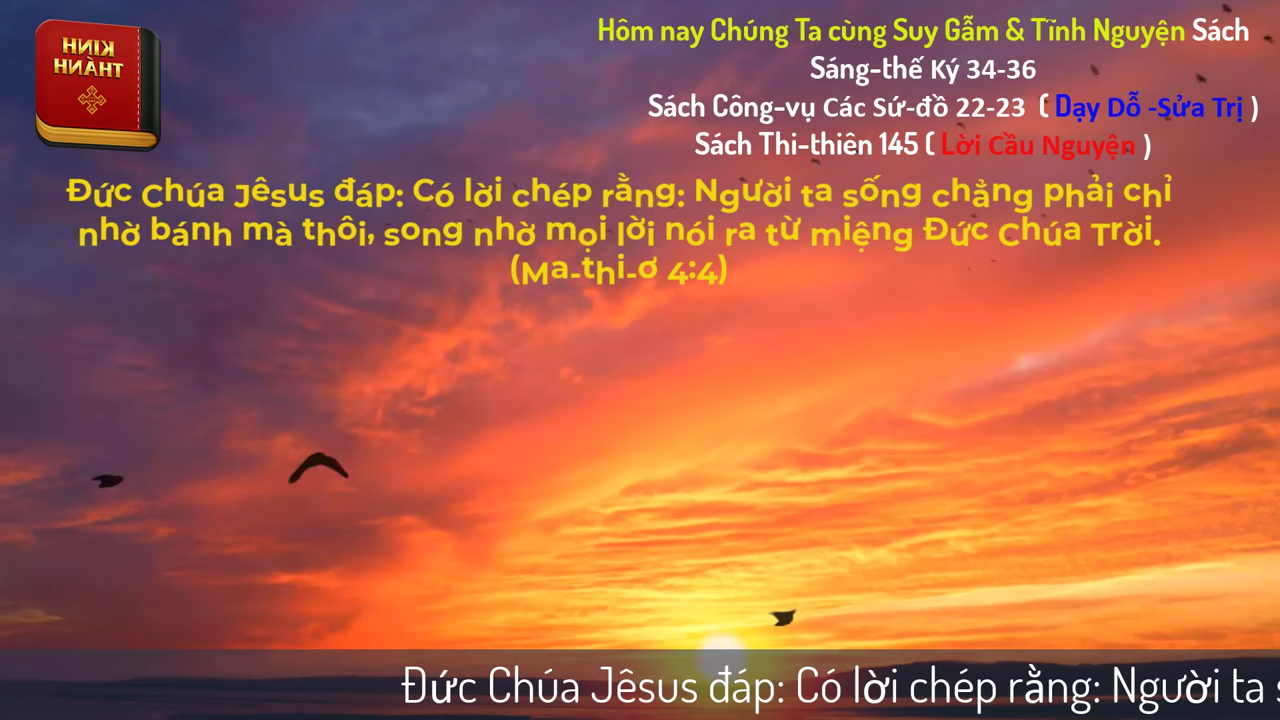 KINH
THÀNH
Hôm nay Chúng Ta cùng Suy Gẫm & Tĩnh Nguyện Sách
Sáng-thế Ký 34-36
Sách Công-vụ Các Sứ-đồ 22-23 ( Dạy Dỗ -Sửa Trị )
Sách Thi-thiên 145 ( Lời Cầu Nguyện )
Đức Chúa Jêsus đáp: Có lời chép rằng: Người ta sống chẳng phải chỉ
nhờ bánh mà thôi, song nhờ mọi lời nói ra từ miệng Đức Chúa Trời.
(Ma-thi-ơ 4:4)
Đức Chúa Jêsus đáp: Có lời chép rằng: Người ta